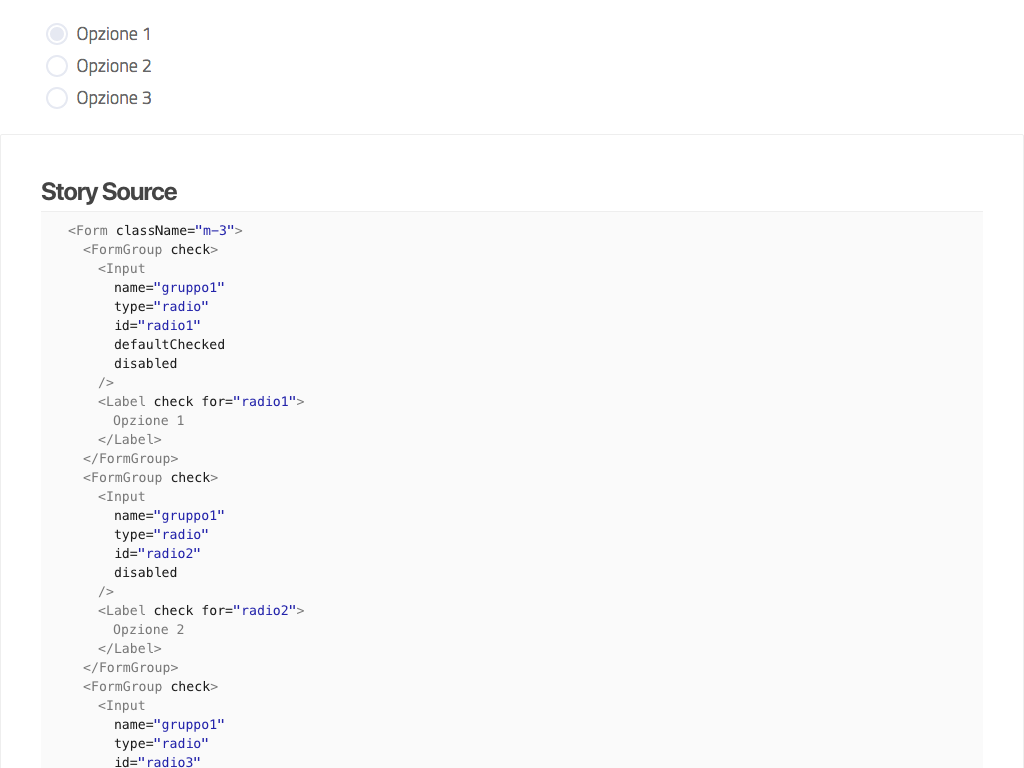 Opzione 1
Opzione 2
Opzione 3
Story Source
<Form className="m-3">
<FormGroup check>
<Input
name="gruppo1"
type="radio"
id="radio1"
defaultChecked
disabled
/>
<Label check for="radio1">
Opzione 1
</Label>
</FormGroup>
<FormGroup check>
<Input
name="gruppo1"
type="radio"
id="radio2"
disabled
/>
<Label check for="radio2">
Opzione 2
</Label>
</FormGroup>
<FormGroup check>
<Input
name="gruppo1"
type="radio"
id="radio3"